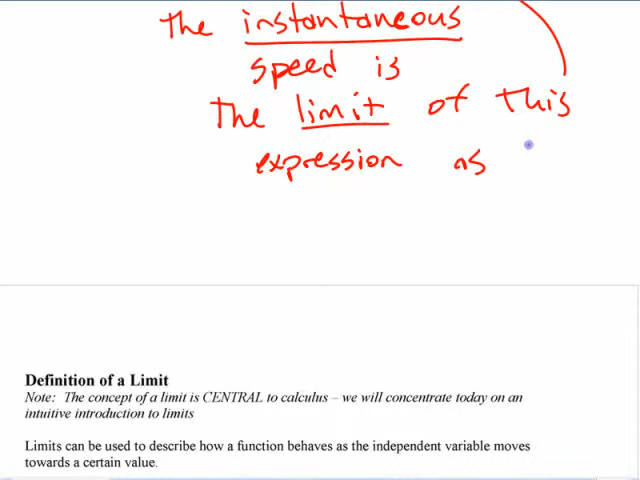 The instantaneous
speed is
The limit of this
expression as
Definition of a Limit
Note: The concept of a limit is CENTRAL to calculus – we will concentrate today on an
intuitive introduction to limits
Limits can be used to describe how a function behaves as the independent variable moves
towards a certain value.